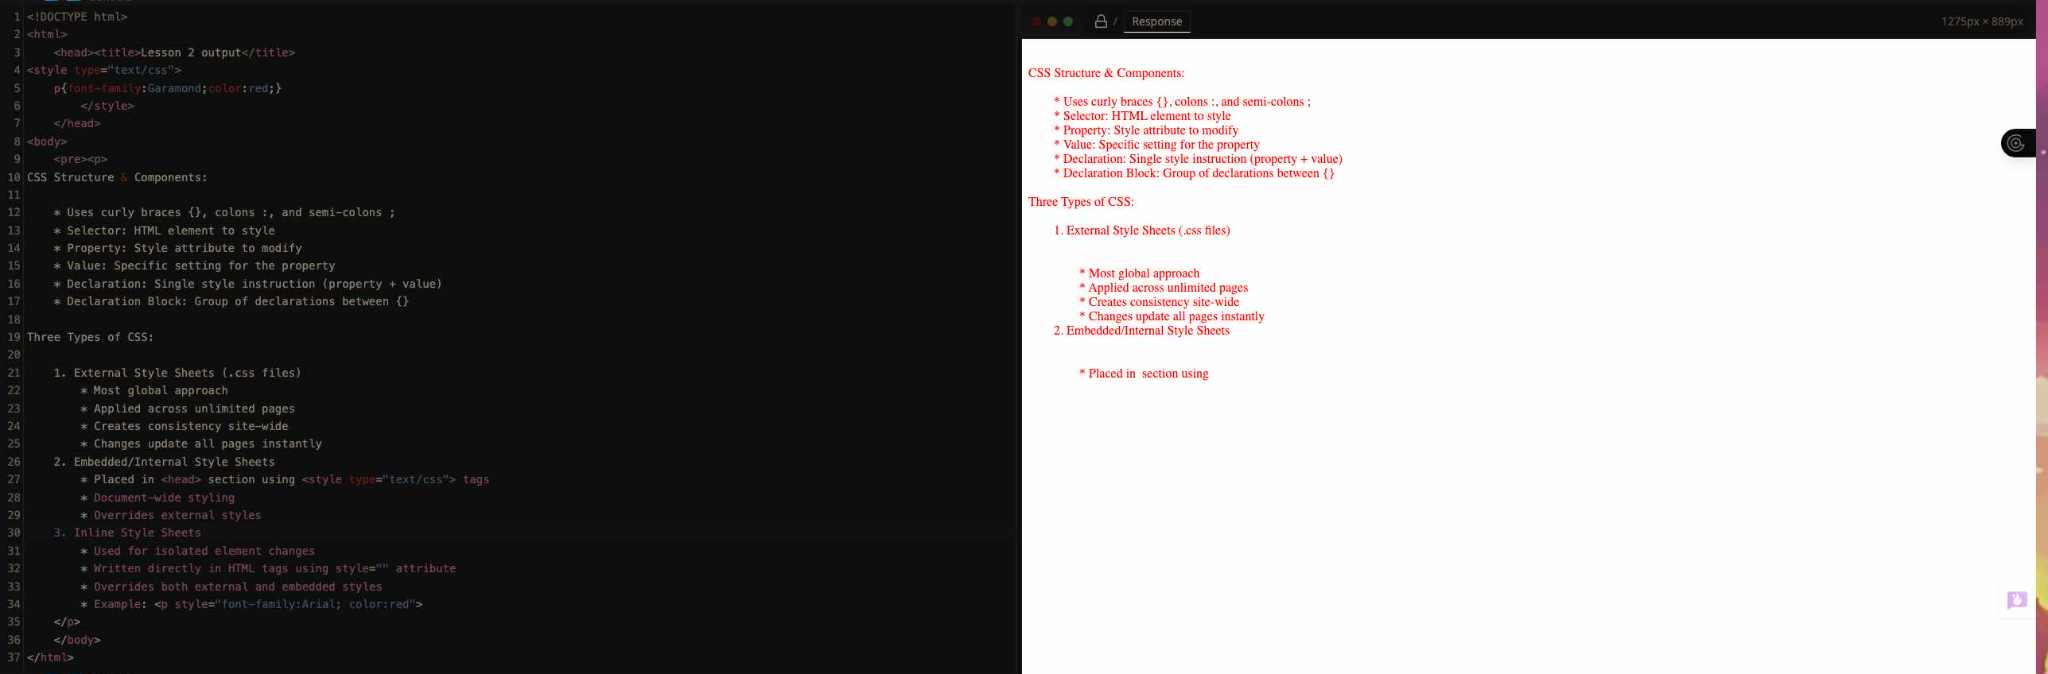 1 <!DOCTYPE html>
2 <html>
3 <head><title>Lesson 2 output</title>
4 <style type="text/css">
5 p{font-family:Garamond;color:red;}
6 </style>
7 </head>
8 <body>
9 <pre><p>
10 CSS Structure & Components:
11
12 * Uses curly braces {}, colons :, and semi-colons ;
13 * Selector: HTML element to style
14 * Property: Style attribute to modify
15 * Value: Specific setting for the property
16 * Declaration: Single style instruction (property + value)
17 * Declaration Block: Group of declarations between {}
18
19 Three Types of CSS:
20
21 1. External Style Sheets (.css files)
22 * Most global approach
23 * Applied across unlimited pages
24 * Creates consistency site-wide
25 * Changes update all pages instantly
26 2. Embedded/Internal Style Sheets
27 * Placed in <head> section using <style type="text/css"> tags
28 * Document-wide styling
29 * Overrides external styles
30 3. Inline Style Sheets
31 * Used for isolated element changes
32 * Written directly in HTML tags using style="" attribute
33 * Overrides both external and embedded styles
34 * Example: <p style="font-family:Arial; color:red">
35 </p>
36 </body>
37 </html>
/ Response
1275px × 889px
CSS Structure & Components:
* Uses curly braces {}, colons :, and semi-colons ;
* Selector: HTML element to style
* Property: Style attribute to modify
* Value: Specific setting for the property
* Declaration: Single style instruction (property + value)
* Declaration Block: Group of declarations between {}
Three Types of CSS:
1. External Style Sheets (.css files)
* Most global approach
* Applied across unlimited pages
* Creates consistency site-wide
* Changes update all pages instantly
2. Embedded/Internal Style Sheets
* Placed in  section using